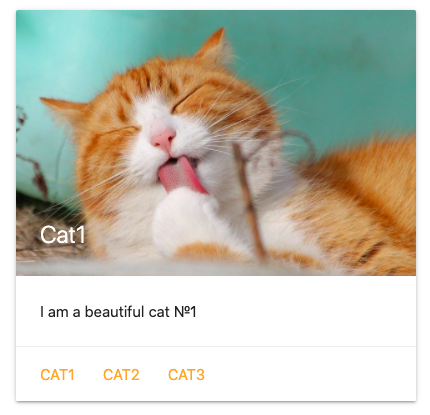 Cat1
I am a beautiful cat №1
CAT1 CAT2 CAT3